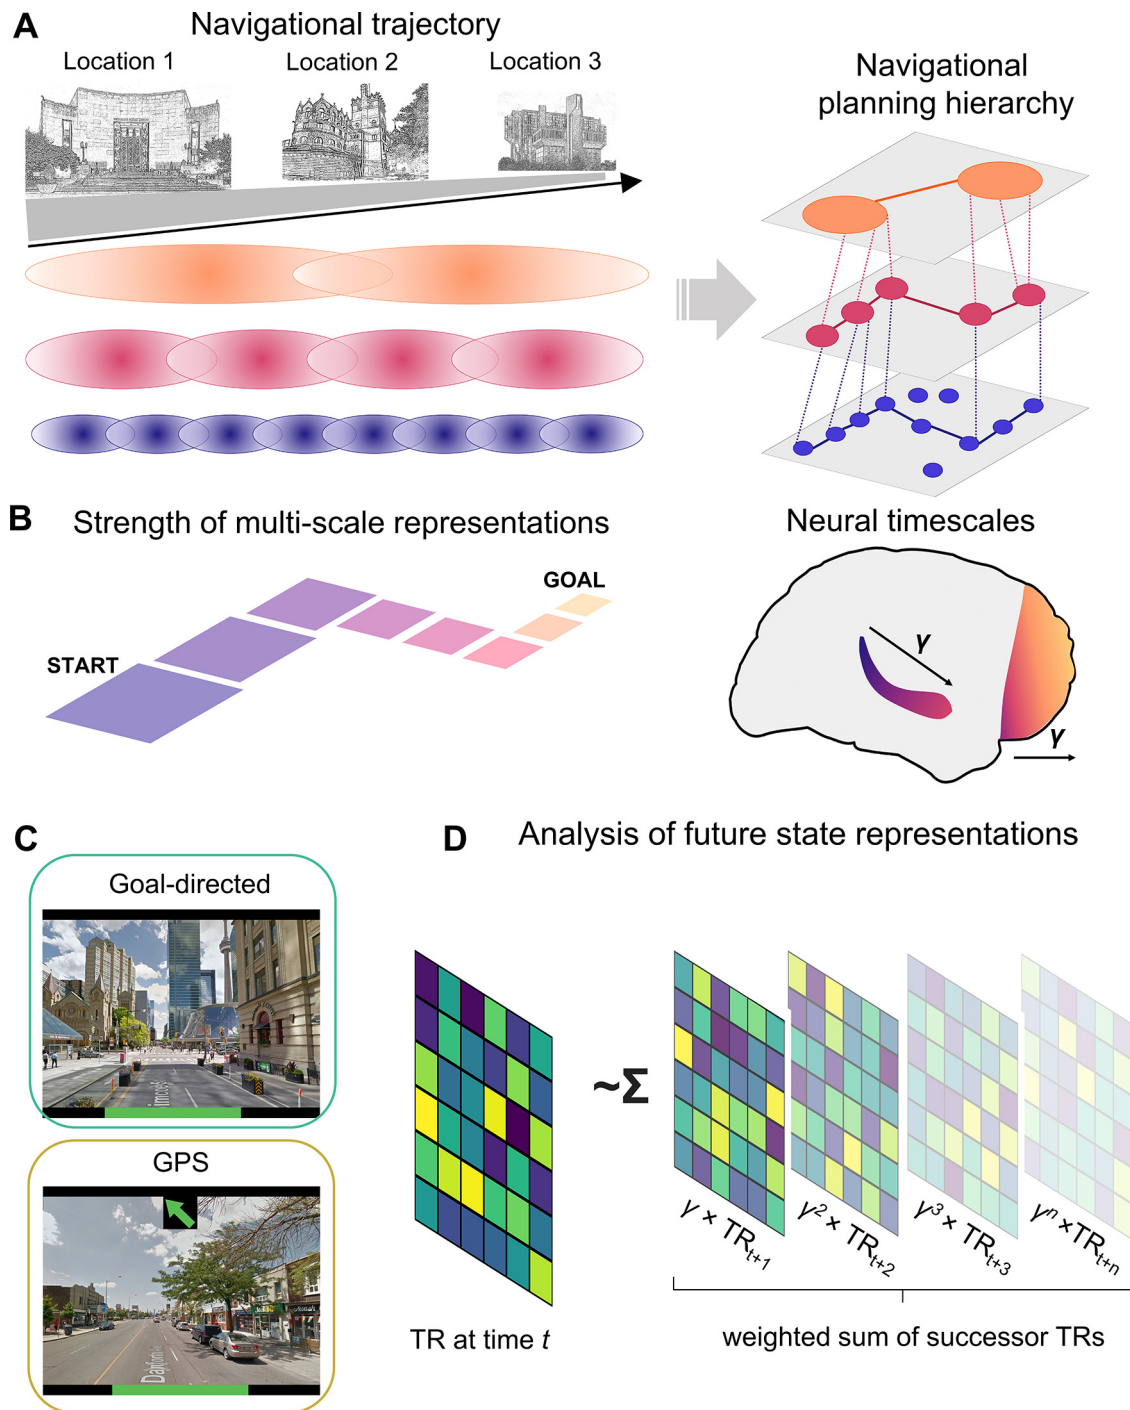 A
Navigational trajectory
Location 1
Location 2
Location 3
Navigational
planning hierarchy
B
Strength of multi-scale representations
START
GOAL
Neural timescales
γ
γ
C
Goal-directed
GPS
D
Analysis of future state representations
~Σ
γ × TRt+1
γ² × TRt+2
γ³ × TRt+3
γⁿ × TRt+n
TR at time t
weighted sum of successor TRs